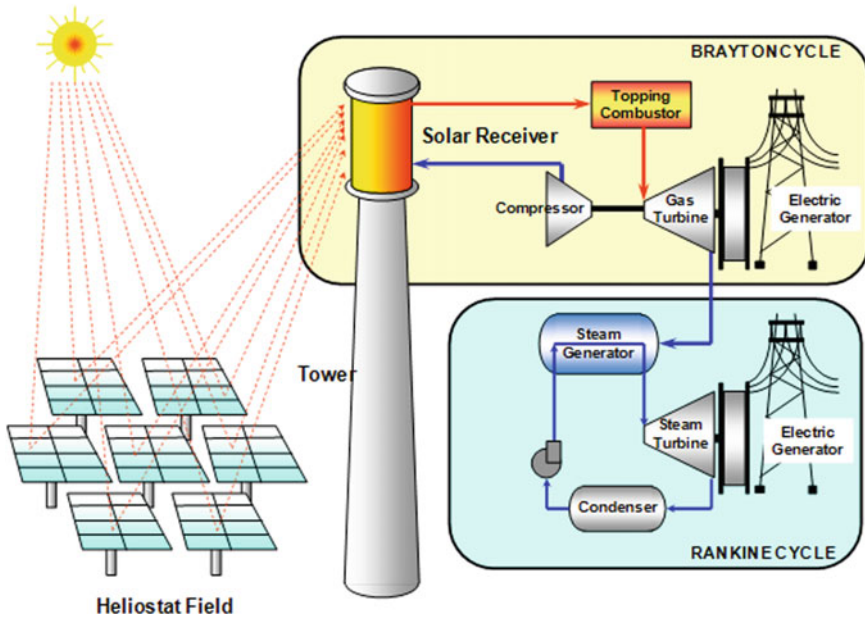 BRAYTONCYCLE
Topping
Combustor
Solar Receiver
Compressor
Gas
Turbine
Electric
Generator
Steam
Generator
Tower
Steam
Turbine
Electric
Generator
Condenser
RANKINECYCLE
Heliostat Field